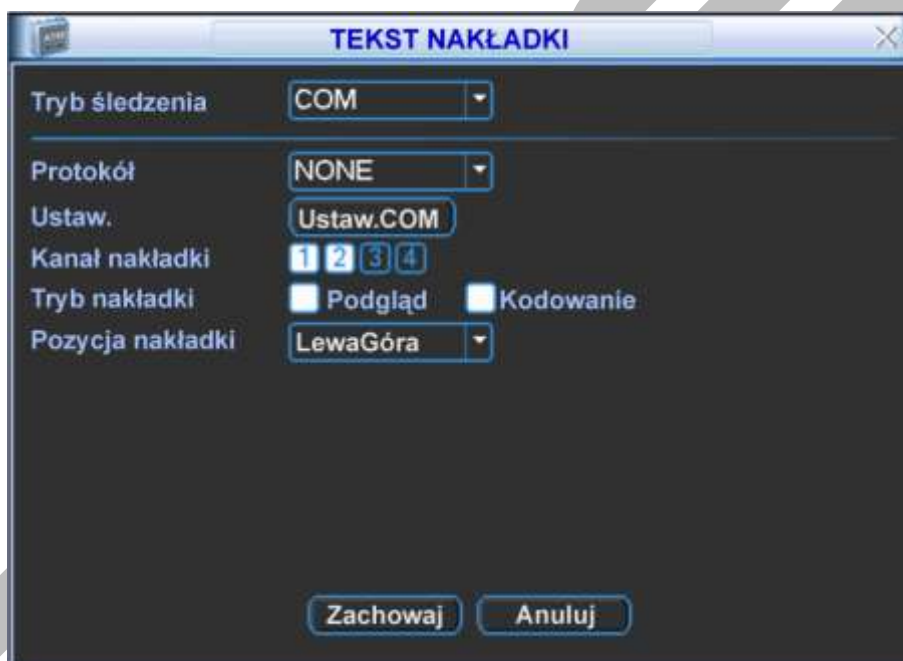 TEKST NAKŁADKI
Tryb śledzenia COM
Protokół NONE
Ustaw. Ustaw.COM
Kanał nakładki 1 2 3 4
Tryb nakładki Podgląd Kodowanie
Pozycja nakładki LewaGóra
Zachowaj Anuluj